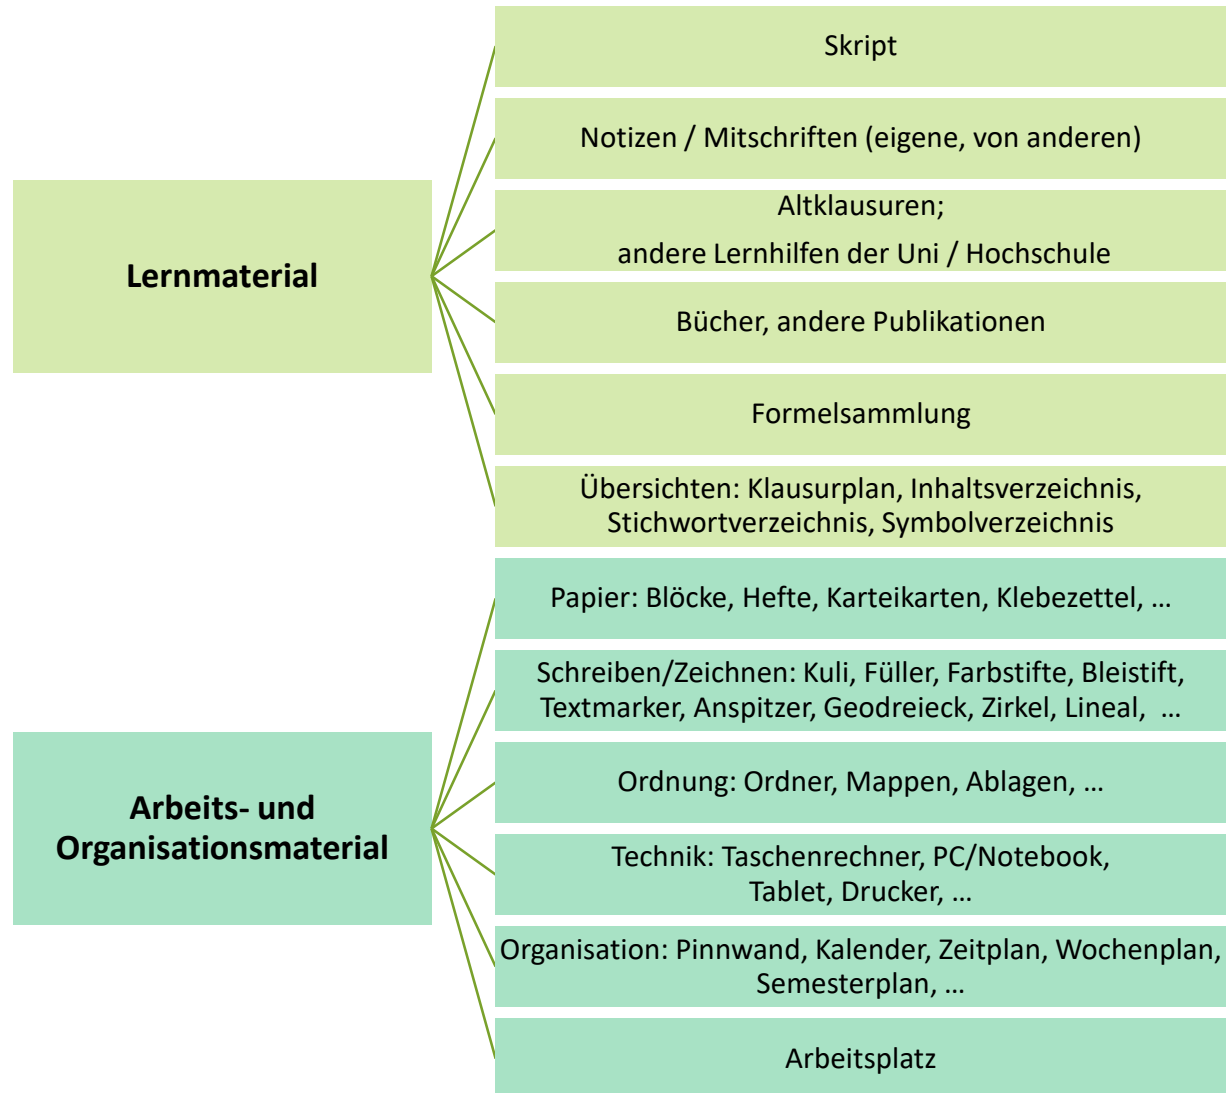 Lernmaterial
Skript
Notizen / Mitschriften (eigene, von anderen)
Altklausuren;
andere Lernhilfen der Uni / Hochschule
Bücher, andere Publikationen
Formelsammlung
Übersichten: Klausurplan, Inhaltsverzeichnis,
Stichwortverzeichnis, Symbolverzeichnis
Arbeits- und
Organisationsmaterial
Papier: Blöcke, Hefte, Karteikarten, Klebezettel, …
Schreiben/Zeichnen: Kuli, Füller, Farbstifte, Bleistift,
Textmarker, Anspitzer, Geodreieck, Zirkel, Lineal, …
Ordnung: Ordner, Mappen, Ablagen, …
Technik: Taschenrechner, PC/Notebook,
Tablet, Drucker, …
Organisation: Pinnwand, Kalender, Zeitplan, Wochenplan,
Semesterplan, …
Arbeitsplatz